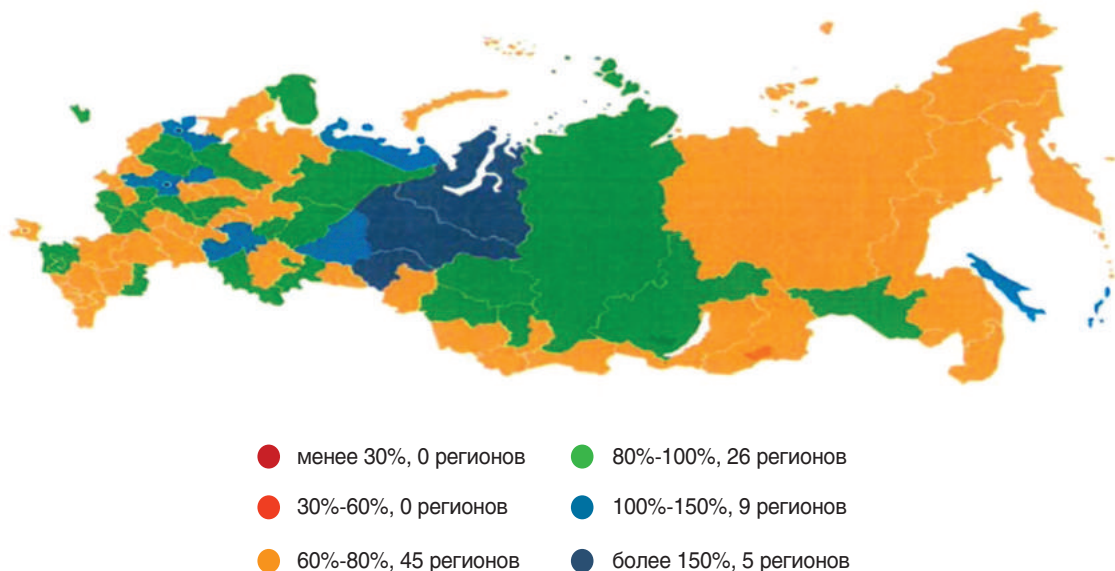 менее 30%, 0 регионов
30%-60%, 0 регионов
60%-80%, 45 регионов
80%-100%, 26 регионов
100%-150%, 9 регионов
более 150%, 5 регионов